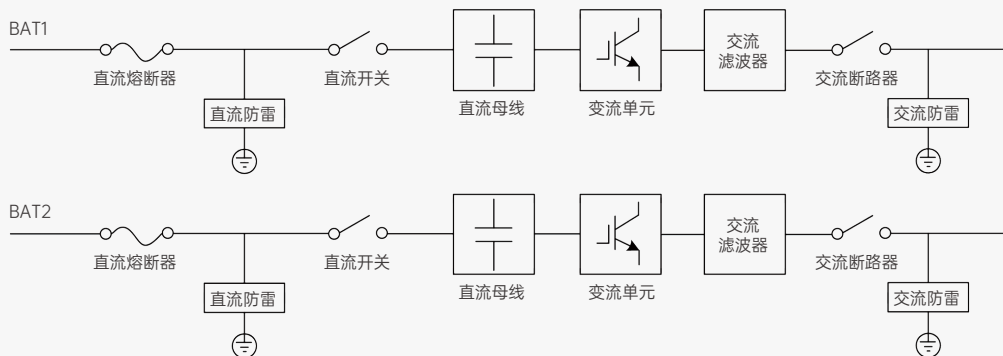 BAT1
直流熔断器
直流防雷
直流开关
直流母线
变流单元
交流
滤波器
交流断路器
交流防雷
BAT2
直流熔断器
直流防雷
直流开关
直流母线
变流单元
交流
滤波器
交流断路器
交流防雷